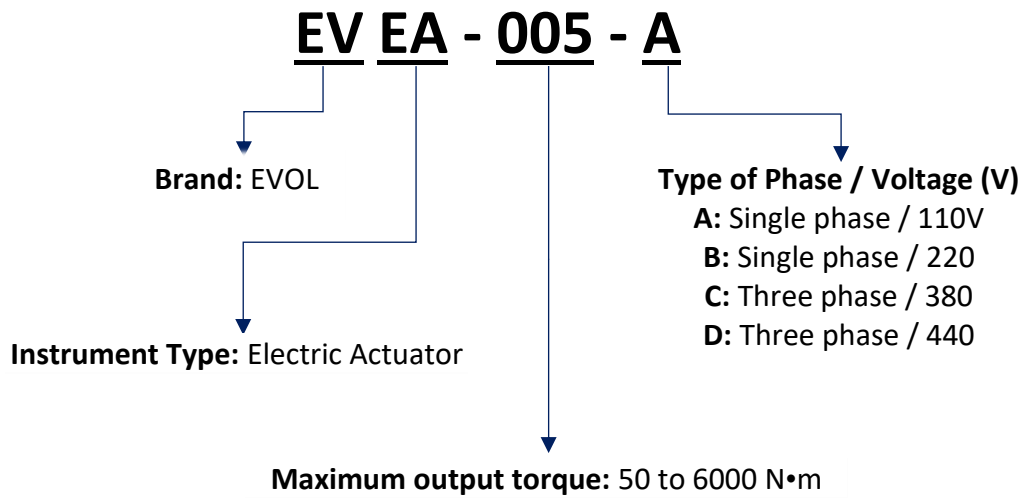 EV EA - 005 - A
Brand: EVOL
Type of Phase / Voltage (V)
A: Single phase / 110V
B: Single phase / 220
C: Three phase / 380
D: Three phase / 440
Instrument Type: Electric Actuator
Maximum output torque: 50 to 6000 N•m